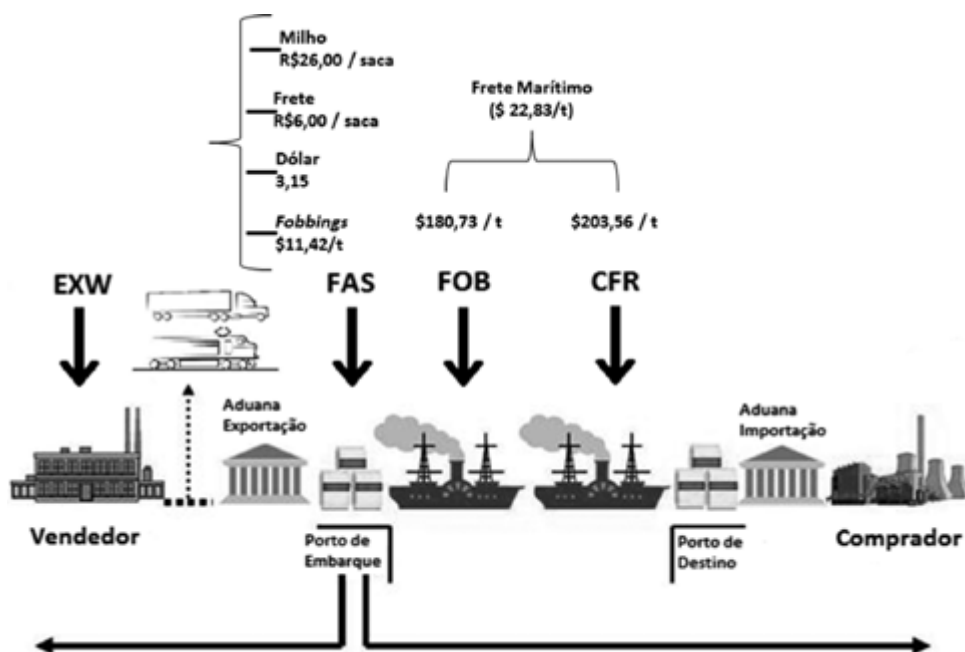 Milho
R$26,00 / saca
Frete
R$6,00 / saca
Dólar
3,15
Fobbings
$11,42/t
Frete Marítimo
($ 22,83/t)
$180,73 / t
$203,56 / t
EXW
FAS
FOB
CFR
Aduana
Exportação
Aduana
Importação
Vendedor
Porto de
Embarque
Porto de
Destino
Comprador